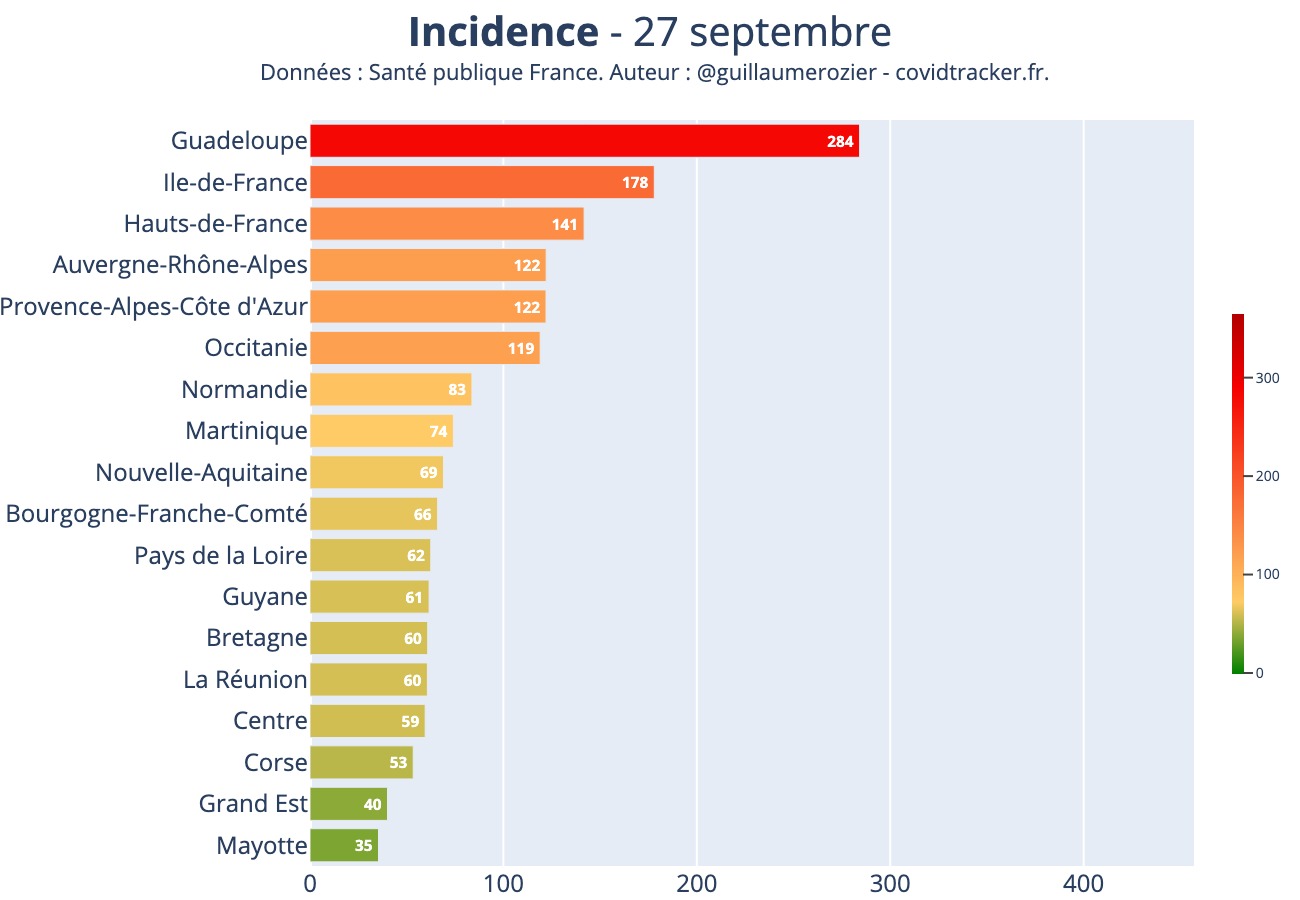 Incidence - 27 septembre
Données : Santé publique France. Auteur : @guillaumerozier - covidtracker.fr.
Guadeloupe 284
Ile-de-France 178
Hauts-de-France 141
Auvergne-Rhône-Alpes 122
Provence-Alpes-Côte d'Azur 122
Occitanie 119
Normandie 83
Martinique 74
Nouvelle-Aquitaine 69
Bourgogne-Franche-Comté 66
Pays de la Loire 62
Guyane 61
Bretagne 60
La Réunion 60
Centre 59
Corse 53
Grand Est 40
Mayotte 35
0 100 200 300 400
300
200
100
0